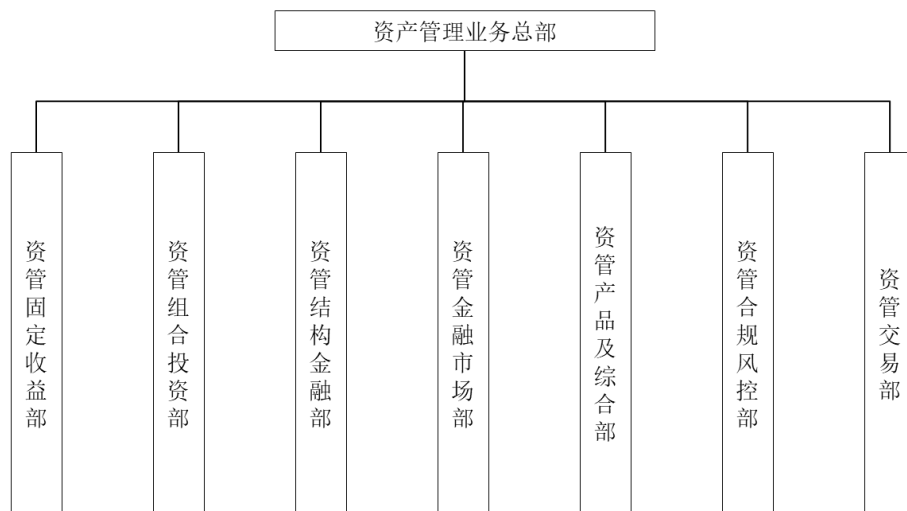 资产管理业务总部
资管固定收益部
资管组合投资部
资管结构金融部
资管金融市场部
资管产品及综合部
资管合规风控部
资管交易部